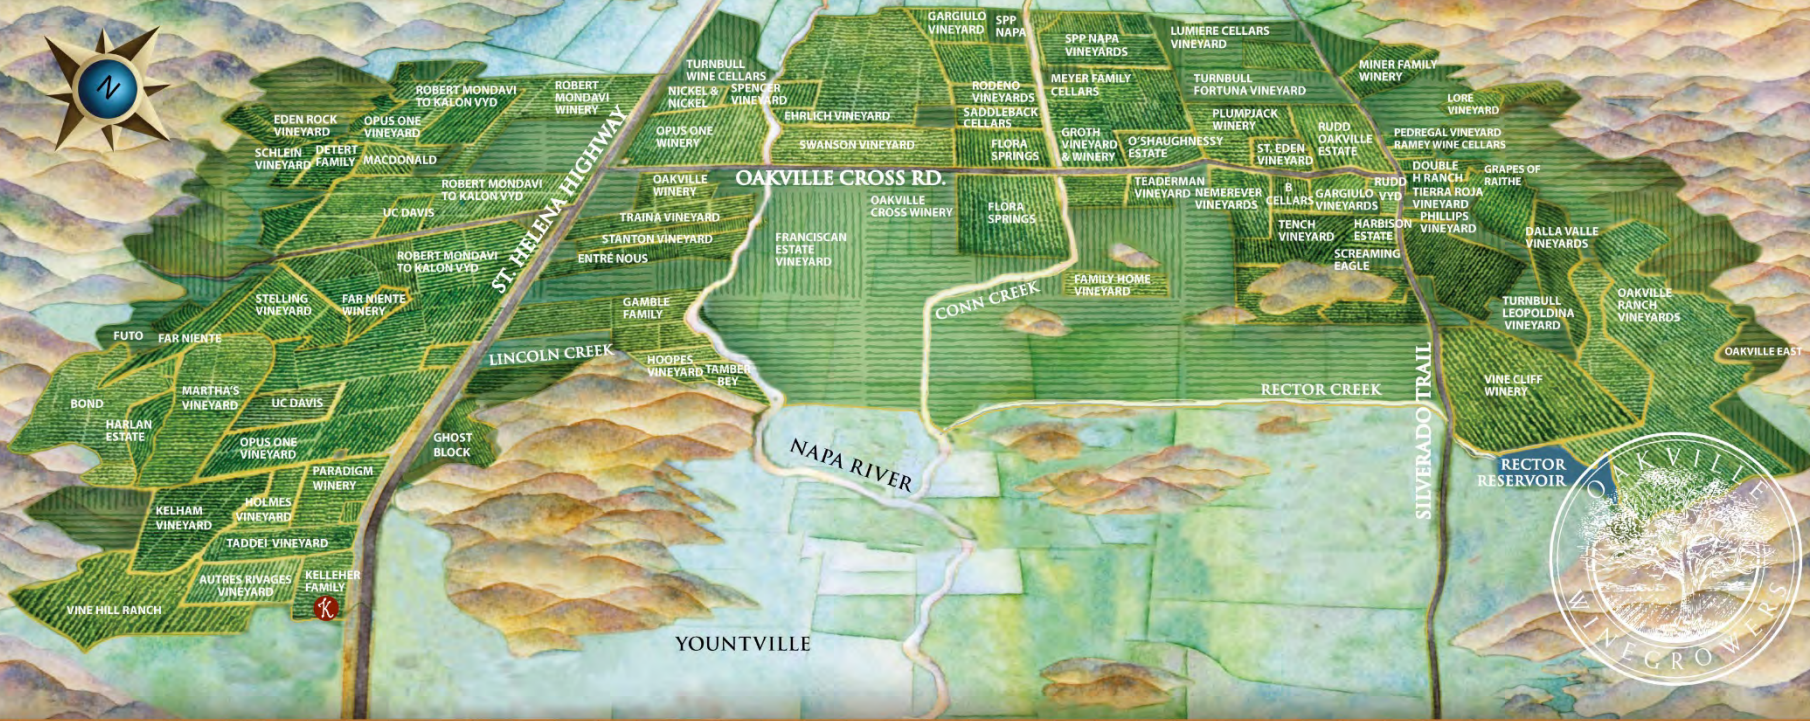 N
GARGIULO
VINEYARD
SPP
NAPA
SPP NAPA
VINEYARDS
LUMIERE CELLARS
VINEYARD
MINER FAMILY
WINERY
TURNBULL
WINE CELLARS
NICKEL &
NICKEL
SPENCER
VINEYARD
ROBERT MONDAVI
TO KALON VYD
ROBERT
MONDAVI
WINERY
RODENO
VINEYARDS
MEYER FAMILY
CELLARS
TURNBULL
FORTUNA VINEYARD
LORE
VINEYARD
EDEN ROCK
VINEYARD
OPUS ONE
VINEYARD
EHRLICH VINEYARD
SADDLEBACK
CELLARS
PLUMPJACK
WINERY
RUDD
OAKVILLE
ESTATE
PEDREGAL VINEYARD
RAMEY WINE CELLARS
SCHLEIN
VINEYARD
DETERT
FAMILY
MACDONALD
ST. HELENA HIGHWAY
OPUS ONE
WINERY
SWANSON VINEYARD
FLORA
SPRINGS
GROTH
VINEYARD
& WINERY
O'SHAUGHNESSY
ESTATE
ST. EDEN
VINEYARD
DOUBLE
H RANCH
GRAPES OF
RAITHE
OAKVILLE CROSS RD.
ROBERT MONDAVI
TO KALON VYD
OAKVILLE
WINERY
TEADERMAN
VINEYARD
NEMEREVER
VINEYARDS
B
CELLARS
GARGIULO
VINEYARDS
RUDD
VYD
TIERRA ROJA
VINEYARD
PHILLIPS
VINEYARD
UC DAVIS
TRAINA VINEYARD
OAKVILLE
CROSS WINERY
FLORA
SPRINGS
TENCH
VINEYARD
HARBISON
ESTATE
DALLA VALLE
VINEYARDS
STANTON VINEYARD
FRANCISCAN
ESTATE
VINEYARD
ROBERT MONDAVI
TO KALON VYD
ENTRÉ NOUS
SCREAMING
EAGLE
FAMILY HOME
VINEYARD
CONN CREEK
STELLING
VINEYARD
FAR NIENTE
WINERY
GAMBLE
FAMILY
TURNBULL
LEOPOLDINA
VINEYARD
OAKVILLE
RANCH
VINEYARDS
FUTO
FAR NIENTE
LINCOLN CREEK
HOOPES
VINEYARD
TAMBER
BEY
OAKVILLE EAST
SILVERADO TRAIL
VINE CLIFF
WINERY
RECTOR CREEK
BOND
MARTHA'S
VINEYARD
UC DAVIS
HARLAN
ESTATE
OPUS ONE
VINEYARD
GHOST
BLOCK
NAPA RIVER
RECTOR
RESERVOIR
PARADIGM
WINERY
KELHAM
VINEYARD
HOLMES
VINEYARD
TADDEI VINEYARD
AUTRES RIVAGES
VINEYARD
KELLEHER
FAMILY
K
VINE HILL RANCH
YOUNTVILLE
OAKVILLE
WINEGROWERS